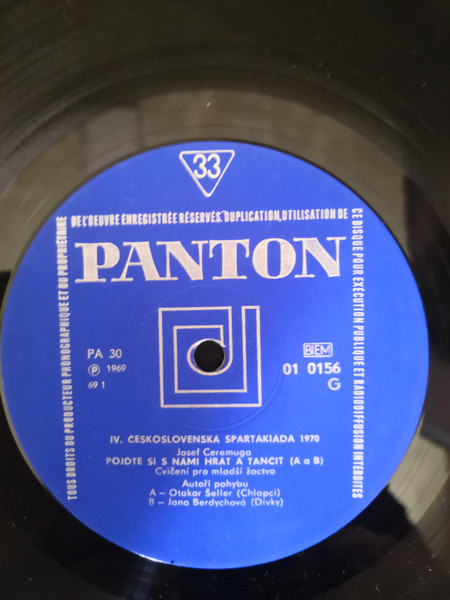 33
DE L'OEUVRE ENREGISTRÉE RÉSERVÉS. DUPLICATION, UTILISATION DE
CE DISQUE POUR EXÉCUTION PUBLIQUE ET RADIODIFFUSION INTERDITES
TOUS DROITS DU PRODUCTEUR PHONOGRAPHIQUE ET DU PROPRIÉTAIRE
PANTON
PA 30
℗ 1969
69 1
BIEM
01 0156
G
IV. ČESKOSLOVENSKÁ SPARTAKIÁDA 1970
Josef Ceremuga
POJĎTE SI S NÁMI HRÁT A TANČIT (A a B)
Cvičení pro mladší žactvo
Autoři pohybu
A – Otakar Šeller (Chlapci)
B – Jana Berdychová (Dívky)